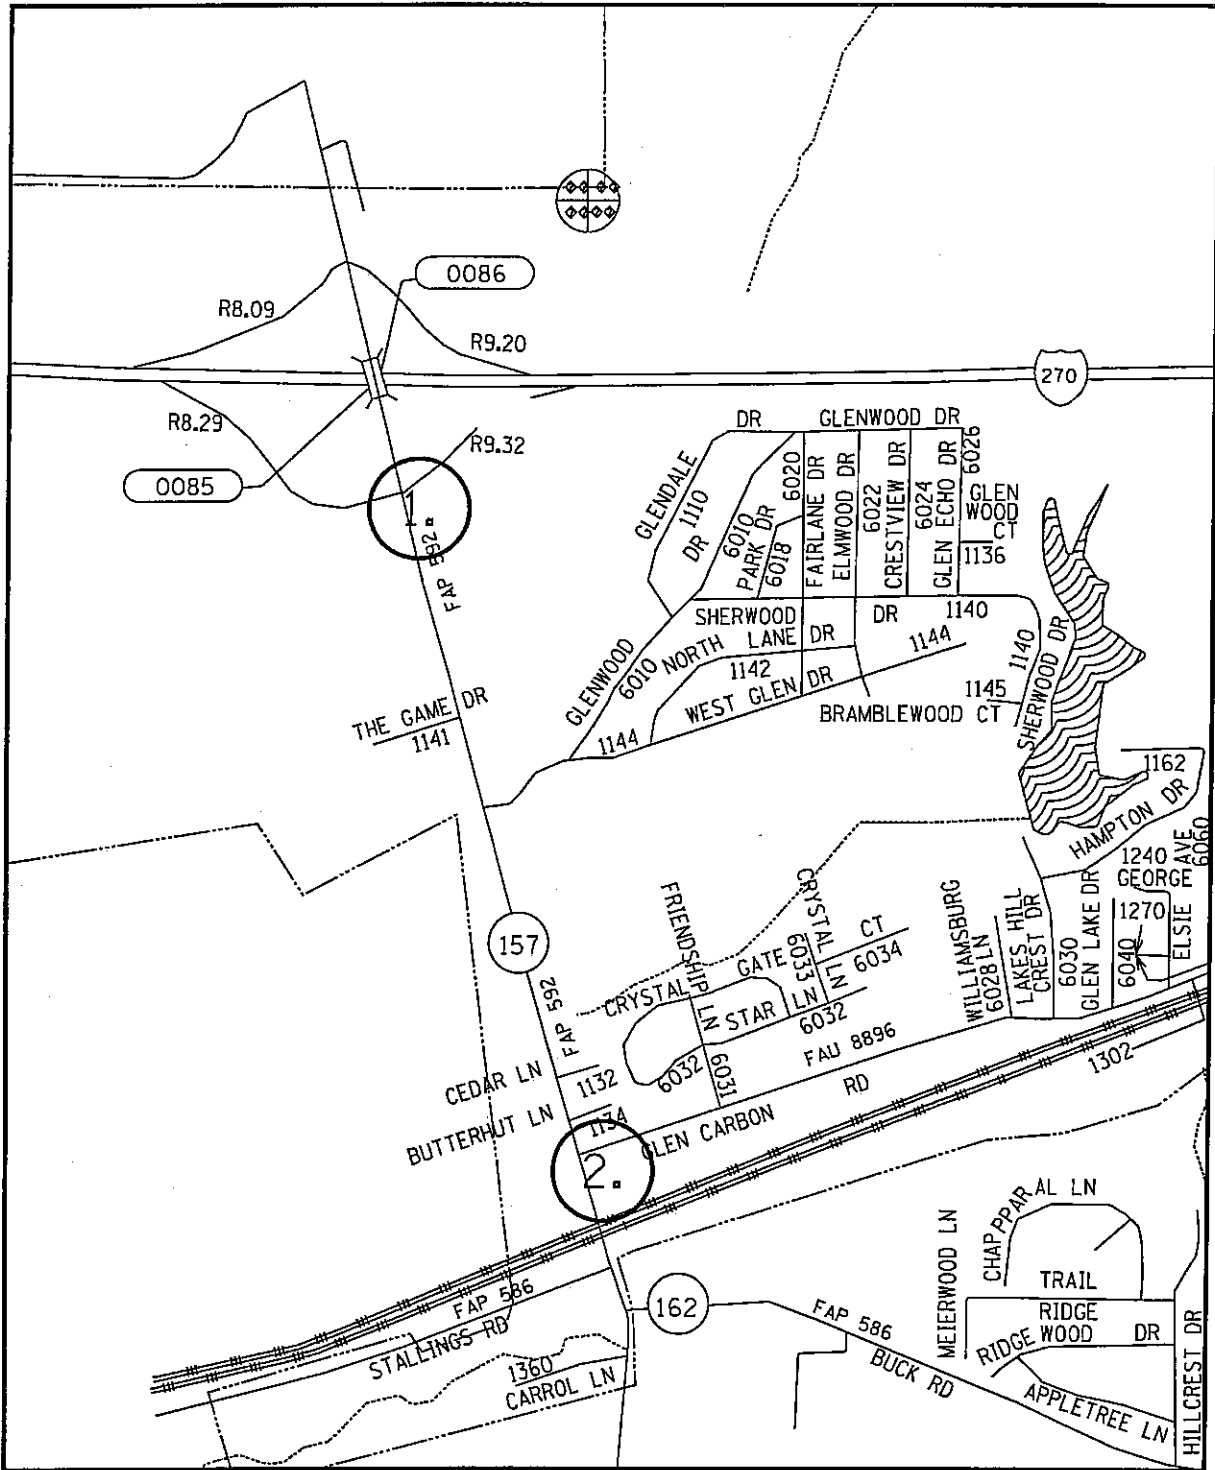 0086
R8.09
R9.20
270
R8.29
R9.32
0085
1.
FAP 592
DR
GLENWOOD DR
GLENDALE
1110
DR
6010
PARK DR
6018
6020
FAIRLANE DR
ELMWOOD DR
6022
CRESTVIEW DR
6024
GLEN ECHO DR
6026
GLEN
WOOD
CT
1136
SHERWOOD
DR
1140
GLENWOOD
6010
NORTH LANE DR
1142
1144
WEST GLEN DR
1144
1140
SHERWOOD DR
1145
BRAMBLEWOOD CT
THE GAME DR
1141
1162
HAMPTON DR
1240
GEORGE
1270
ELSIE AVE
6060
157
FRIENDSHIP LN
CRYSTAL LN
CRYSTAL GATE CT
6033
6034
STAR LN
6032
6032
6031
WILLIAMSBURG
6028 LN
LAKES HILL
CREST DR
6030
GLEN LAKE DR
6040
FAP 592
CEDAR LN
1132
BUTTERHUT LN
1134
FAU 8896
GLEN CARBON RD
1302
2.
FAP 586
STALLINGS RD
1360
CARROL LN
162
FAP 586
BUCK RD
MEIERWOOD LN
CHAPPPARAL LN
TRAIL
RIDGE
RIDGE WOOD DR
APPLETREE LN
HILLCREST DR